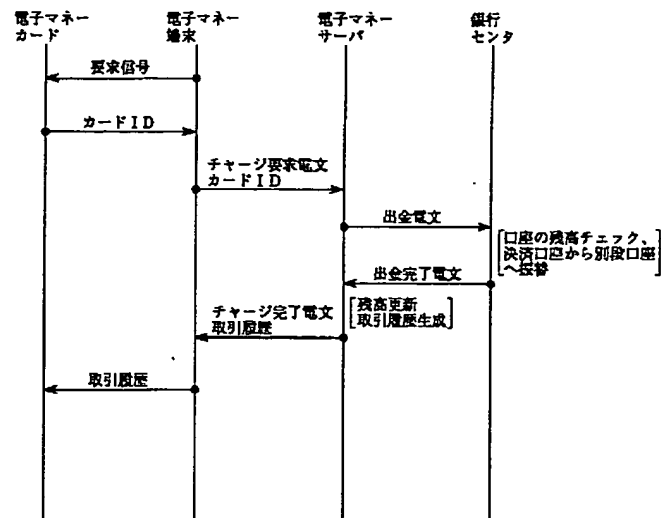 電子マネー
カード
電子マネー
端末
電子マネー
サーバ
銀行
センタ
要求信号
カードID
チャージ要求電文
カードID
出金電文
口座の残高チェック、
決済口座から別段口座
へ振替
出金完了電文
チャージ完了電文
取引履歴
残高更新
取引履歴生成
取引履歴